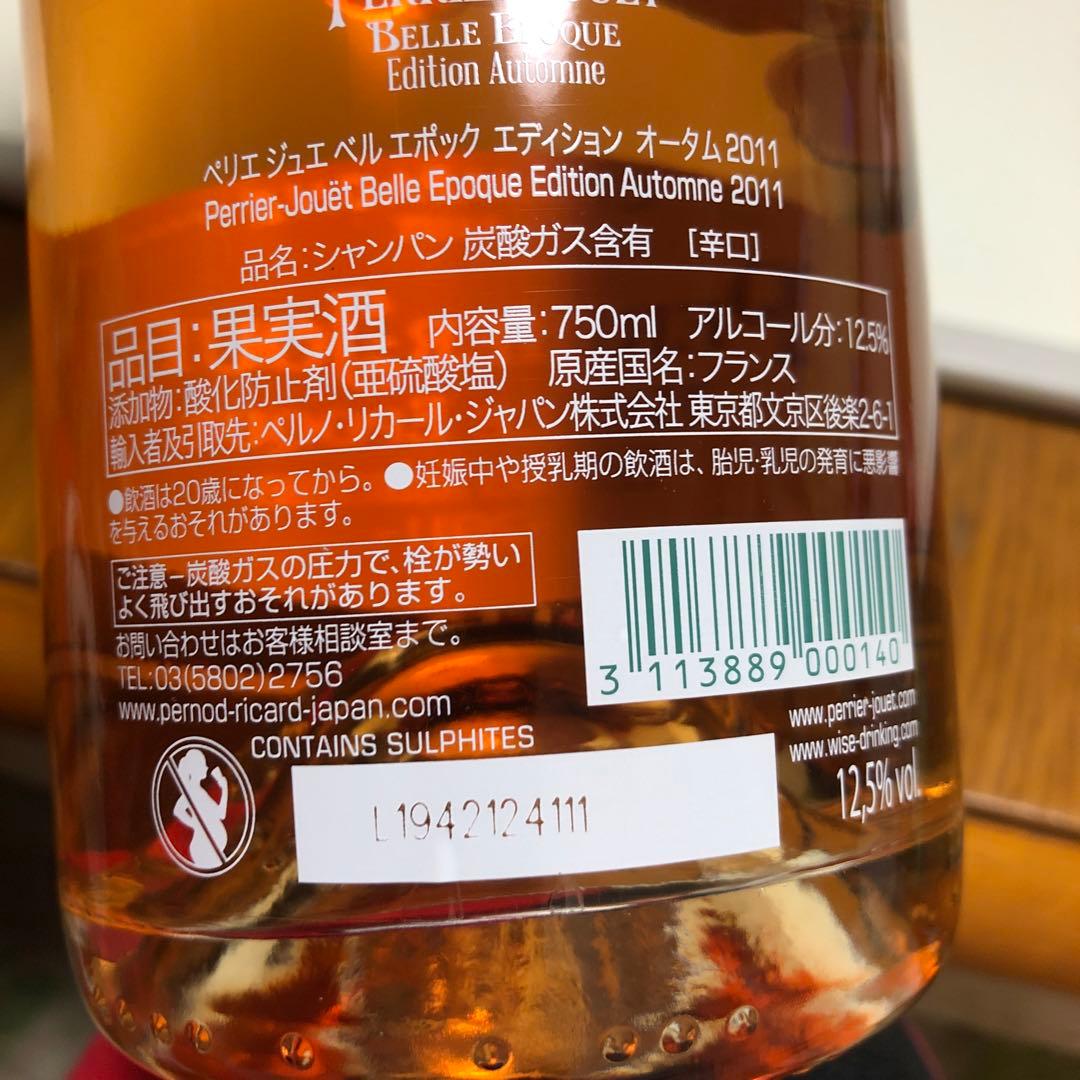 BELLE EPOQUE
Edition Automne
ペリエ ジュエ ベル エポック エディション オータム 2011
Perrier-Jouët Belle Epoque Edition Automne 2011
品名:シャンパン 炭酸ガス含有 [辛口]
品目:果実酒 内容量:750ml アルコール分:12.5%
添加物:酸化防止剤(亜硫酸塩) 原産国名:フランス
輸入者及引取先:ペルノ・リカール・ジャパン株式会社 東京都文京区後楽2-6-1
●飲酒は20歳になってから。 ●妊娠中や授乳期の飲酒は、胎児・乳児の発育に悪影響
を与えるおそれがあります。
ご注意ー炭酸ガスの圧力で、栓が勢い
よく飛び出すおそれがあります。
お問い合わせはお客様相談室まで。
TEL:03(5802)2756
www.pernod-ricard-japan.com
CONTAINS SULPHITES
3 113889 000140
www.perrier-jouet.com
www.wise-drinking.com
12,5% vol.
L1942124111